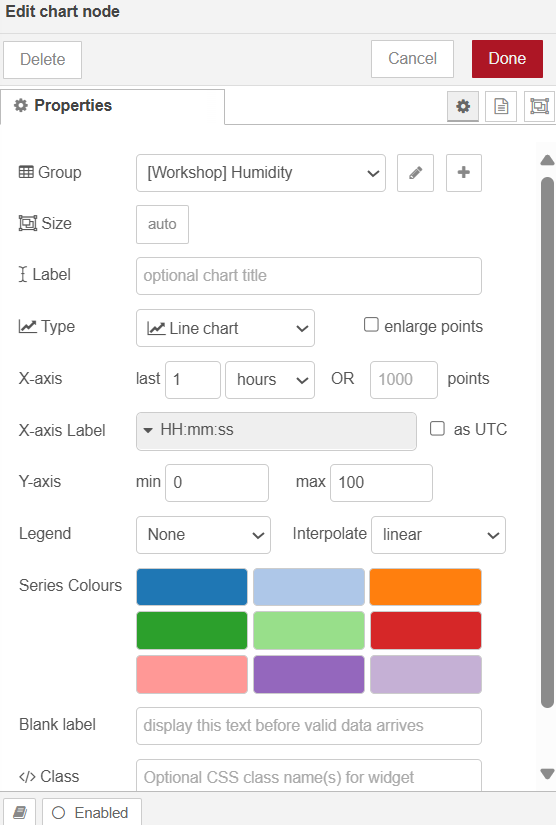 Edit chart node
Delete Cancel Done
Properties
Group [Workshop] Humidity
Size auto
Label optional chart title
Type Line chart enlarge points
X-axis last 1 hours OR 1000 points
X-axis Label HH:mm:ss as UTC
Y-axis min 0 max 100
Legend None Interpolate linear
Series Colours
Blank label display this text before valid data arrives
</> Class Optional CSS class name(s) for widget
Enabled